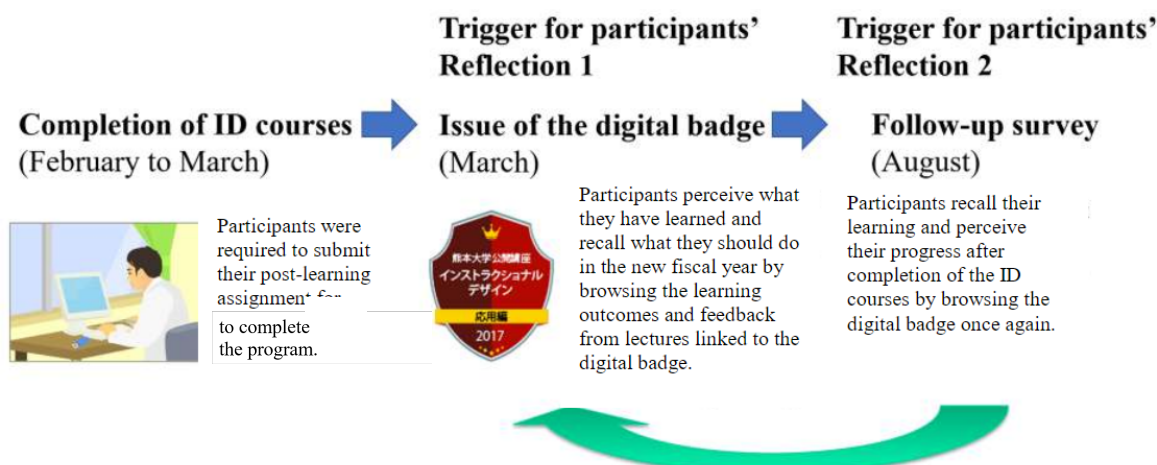 Trigger for participants'
Reflection 1
Trigger for participants'
Reflection 2
Completion of ID courses
(February to March)
Issue of the digital badge
(March)
Follow-up survey
(August)
Participants were
required to submit
their post-learning
assignment for
to complete
the program.
熊本大学公開講座
インストラクショナル
デザイン
応用編
2017
Participants perceive what
they have learned and
recall what they should do
in the new fiscal year by
browsing the learning
outcomes and feedback
from lectures linked to the
digital badge.
Participants recall their
learning and perceive
their progress after
completion of the ID
courses by browsing the
digital badge once again.